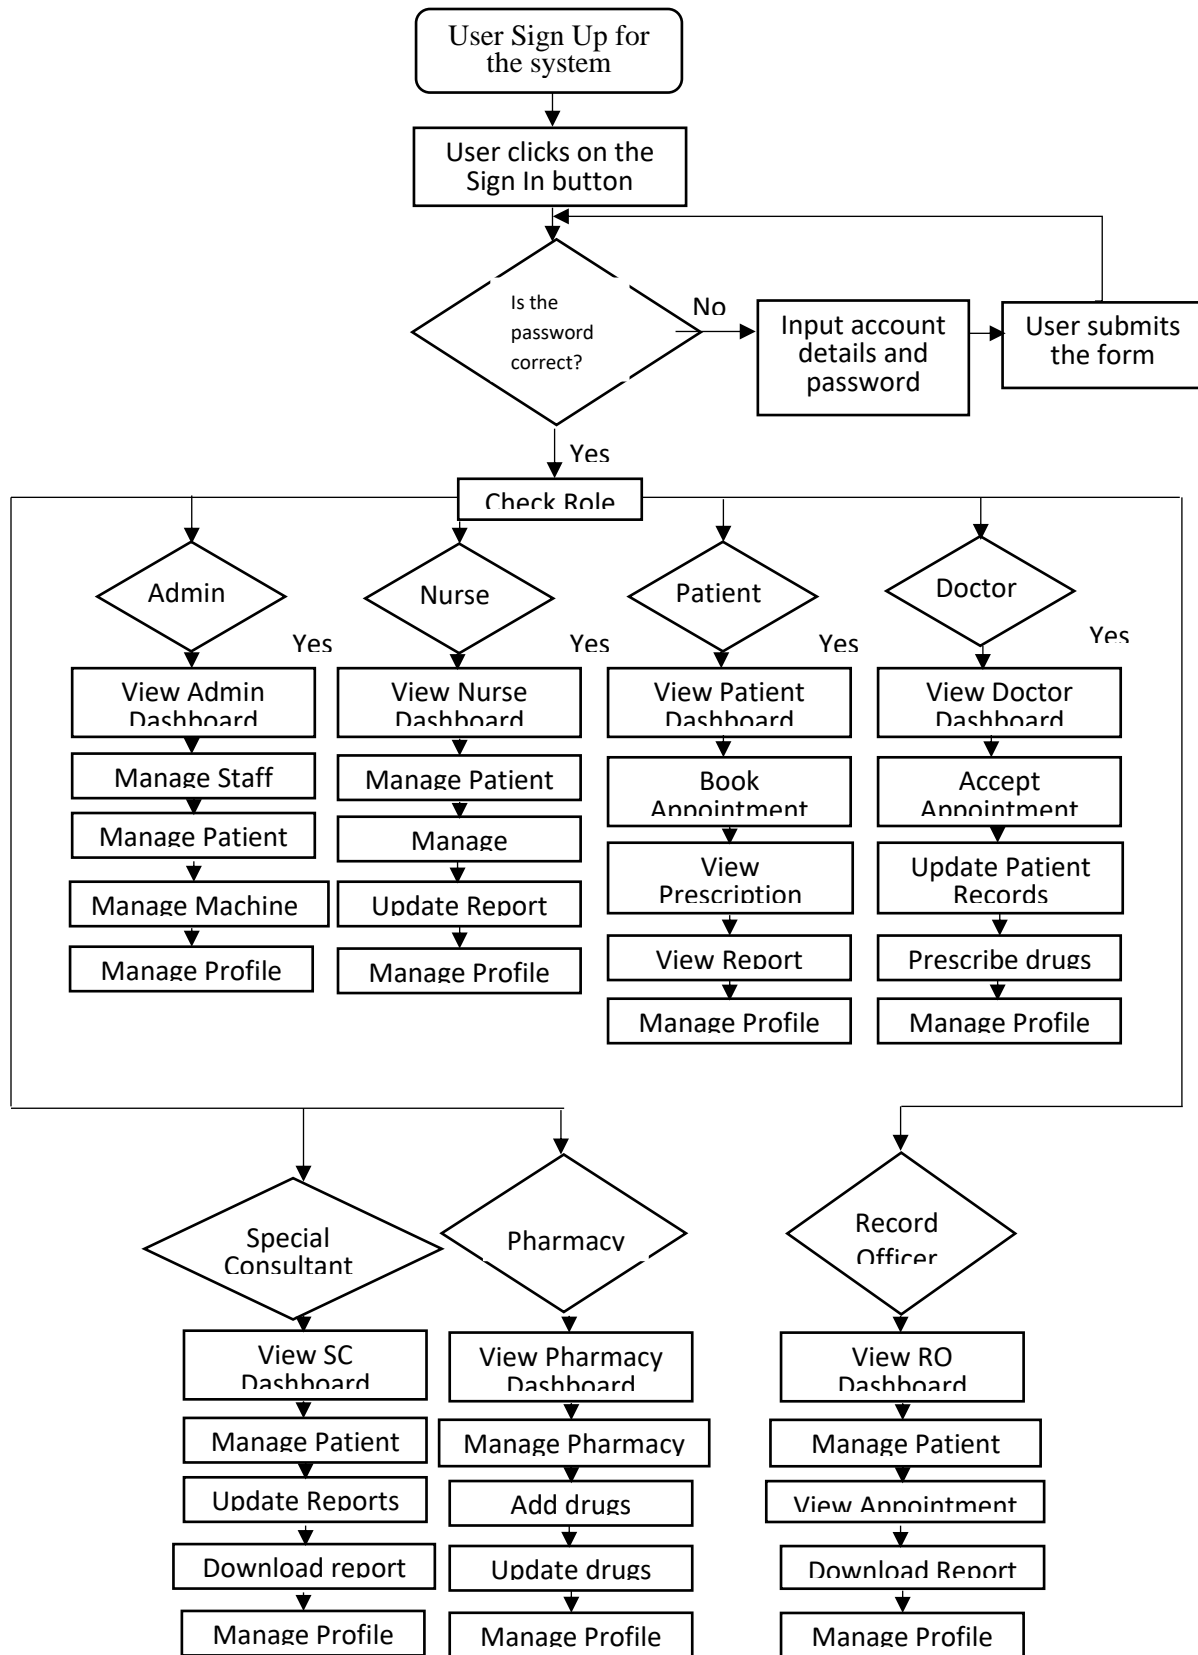 User Sign Up for
the system
User clicks on the
Sign In button
Is the
password
correct?
No
Input account
details and
password
User submits
the form
Yes
Check Role
Admin
Nurse
Patient
Doctor
Yes
Yes
Yes
Yes
View Admin
Dashboard
Manage Staff
Manage Patient
Manage Machine
Manage Profile
View Nurse
Dashboard
Manage Patient
Manage
Update Report
Manage Profile
View Patient
Dashboard
Book
Appointment
View
Prescription
View Report
Manage Profile
View Doctor
Dashboard
Accept
Appointment
Update Patient
Records
Prescribe drugs
Manage Profile
Special
Consultant
Pharmacy
Record
Officer
View SC
Dashboard
Manage Patient
Update Reports
Download report
Manage Profile
View Pharmacy
Dashboard
Manage Pharmacy
Add drugs
Update drugs
Manage Profile
View RO
Dashboard
Manage Patient
View Appointment
Download Report
Manage Profile